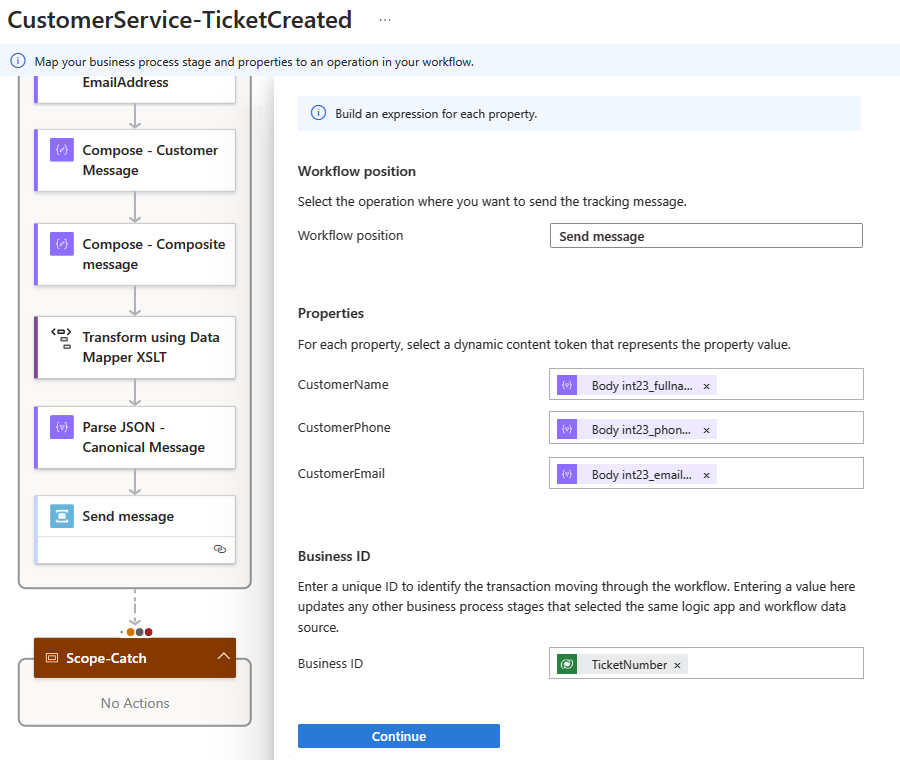 CustomerService-TicketCreated ...
Map your business process stage and properties to an operation in your workflow.
EmailAddress
Compose - Customer
Message
Compose - Composite
message
Transform using Data
Mapper XSLT
Parse JSON -
Canonical Message
Send message
Scope-Catch
No Actions
Build an expression for each property.
Workflow position
Select the operation where you want to send the tracking message.
Workflow position
Send message
Properties
For each property, select a dynamic content token that represents the property value.
CustomerName
Body int23_fullna... ×
CustomerPhone
Body int23_phon... ×
CustomerEmail
Body int23_email... ×
Business ID
Enter a unique ID to identify the transaction moving through the workflow. Entering a value here
updates any other business process stages that selected the same logic app and workflow data
source.
Business ID
TicketNumber ×
Continue